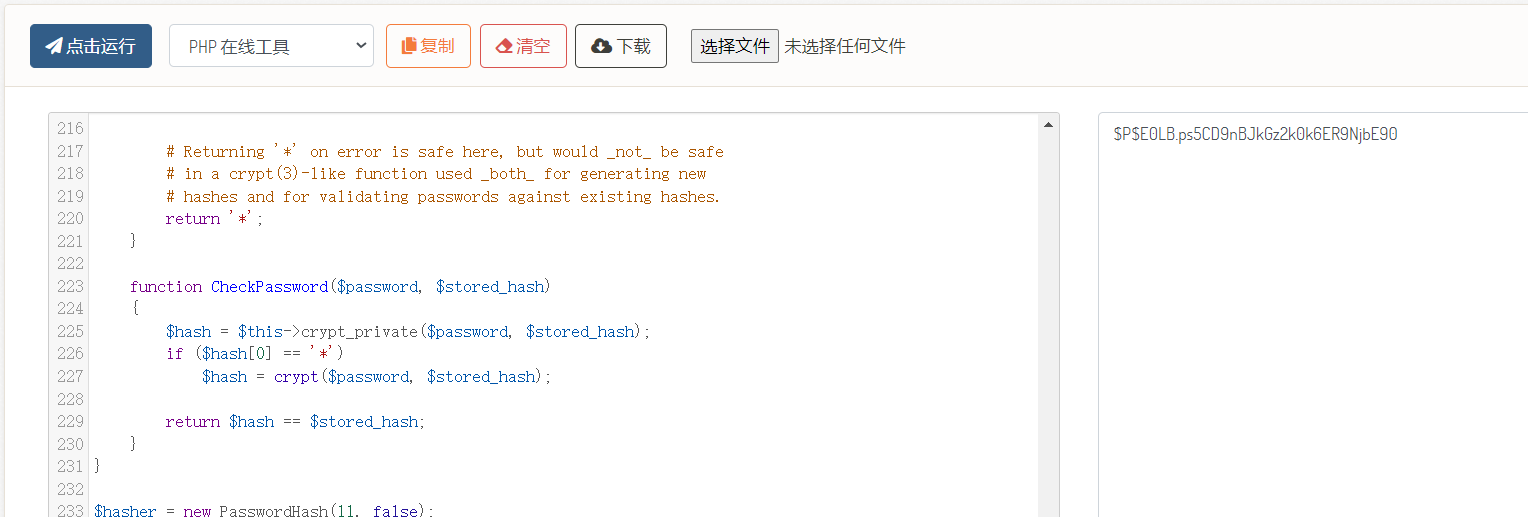 点击运行 PHP 在线工具 复制 清空 下载 选择文件 未选择任何文件
216
217 # Returning '*' on error is safe here, but would _not_ be safe
218 # in a crypt(3)-like function used _both_ for generating new
219 # hashes and for validating passwords against existing hashes.
220 return '*';
221 }
222
223 function CheckPassword($password, $stored_hash)
224 {
225 $hash = $this->crypt_private($password, $stored_hash);
226 if ($hash[0] == '*')
227 $hash = crypt($password, $stored_hash);
228
229 return $hash == $stored_hash;
230 }
231 }
232
233 $hasher = new PasswordHash(11, false);
$P$E0LB.ps5CD9nBJkGz2k0k6ER9NjbE90